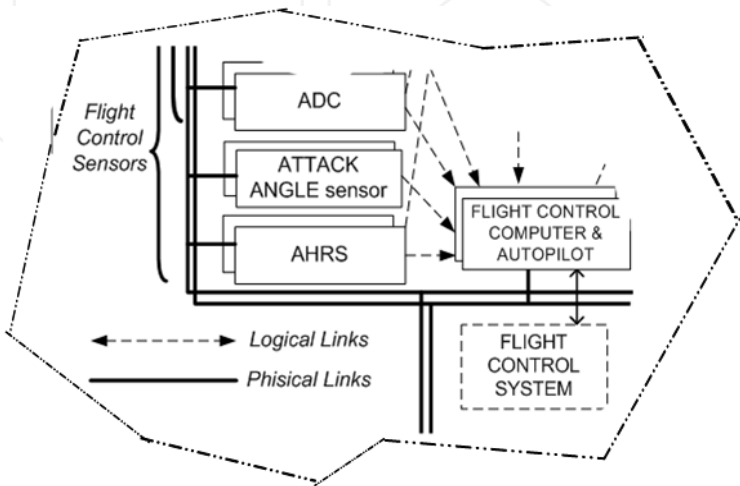 Flight
Control
Sensors
ADC
ATTACK
ANGLE sensor
AHRS
FLIGHT CONTROL
COMPUTER &
AUTOPILOT
Logical Links
Phisical Links
FLIGHT
CONTROL
SYSTEM